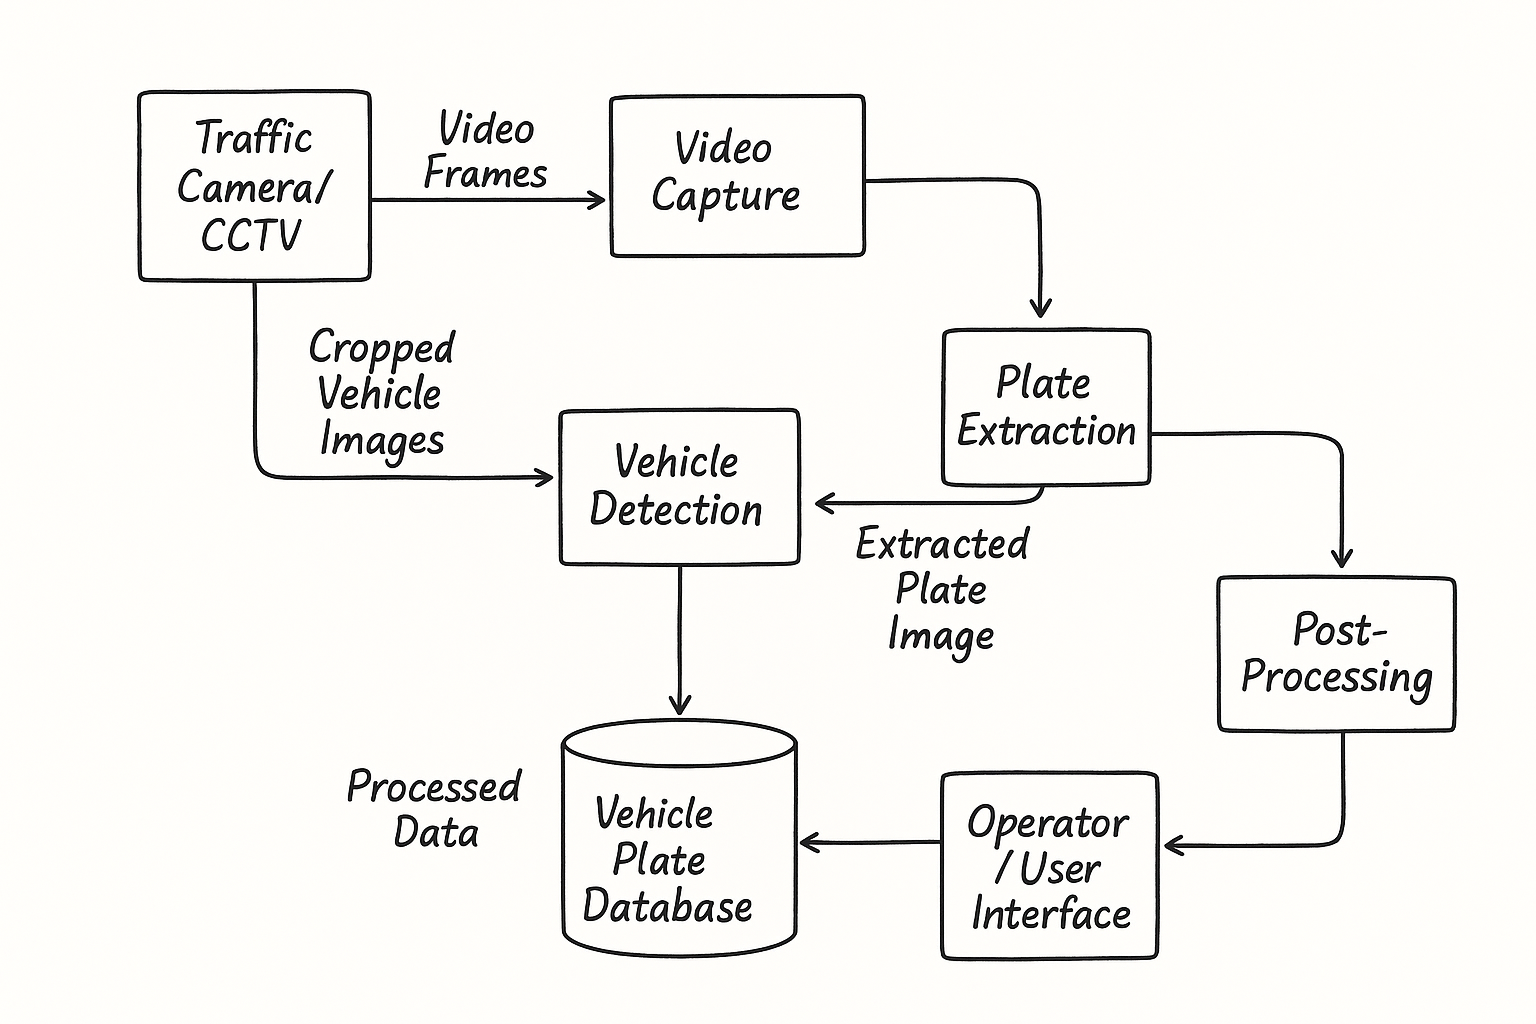 Traffic
Camera/
CCTV
Video
Frames
Video
Capture
Cropped
Vehicle
Images
Plate
Extraction
Vehicle
Detection
Extracted
Plate
Image
Post-
Processing
Processed
Data
Vehicle
Plate
Database
Operator
/ User
Interface